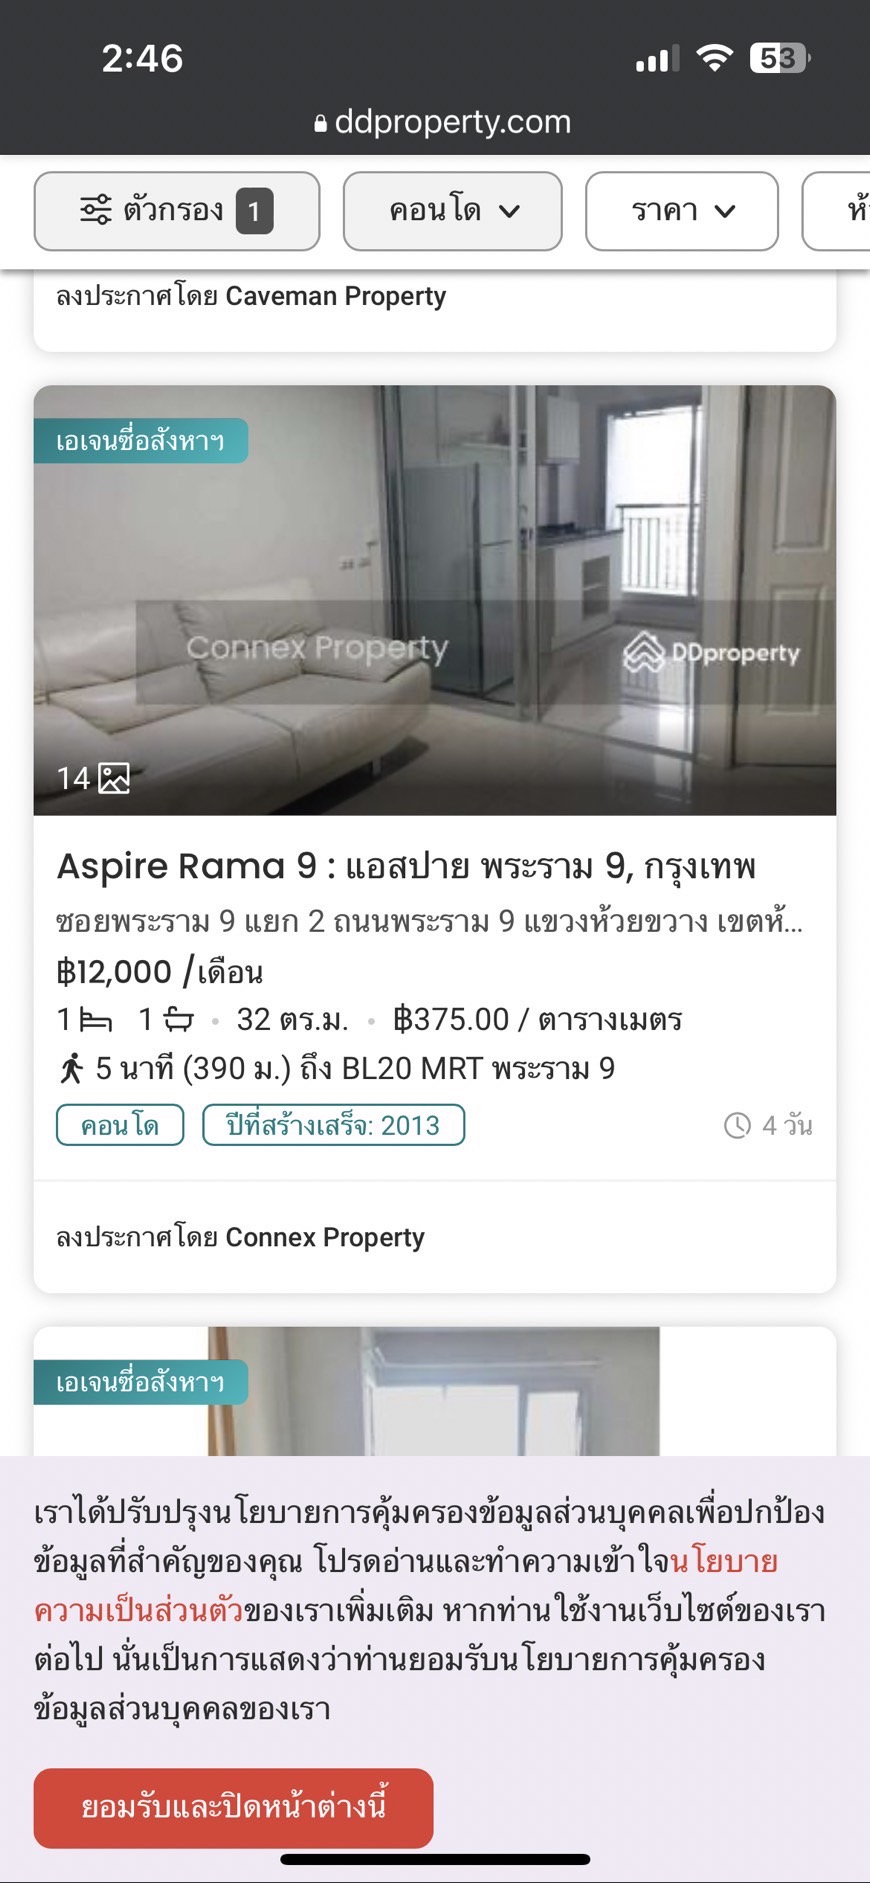 2:46
53
ddproperty.com
ตัวกรอง 1
คอนโด
ราคา
ลงประกาศโดย Caveman Property
เอเจนซี่อสังหาฯ
Connex Property
DDproperty
14
Aspire Rama 9 : แอสปาย พระราม 9, กรุงเทพ
ซอยพระราม 9 แยก 2 ถนนพระราม 9 แขวงห้วยขวาง เขตห้...
฿12,000 /เดือน
1 1 · 32 ตร.ม. · ฿375.00 / ตารางเมตร
5 นาที (390 ม.) ถึง BL20 MRT พระราม 9
คอนโด
ปีที่สร้างเสร็จ: 2013
4 วัน
ลงประกาศโดย Connex Property
เอเจนซี่อสังหาฯ
เราได้ปรับปรุงนโยบายการคุ้มครองข้อมูลส่วนบุคคลเพื่อปกป้อง
ข้อมูลที่สำคัญของคุณ โปรดอ่านและทำความเข้าใจนโยบาย
ความเป็นส่วนตัวของเราเพิ่มเติม หากท่านใช้งานเว็บไซต์ของเรา
ต่อไป นั่นเป็นการแสดงว่าท่านยอมรับนโยบายการคุ้มครอง
ข้อมูลส่วนบุคคลของเรา
ยอมรับและปิดหน้าต่างนี้